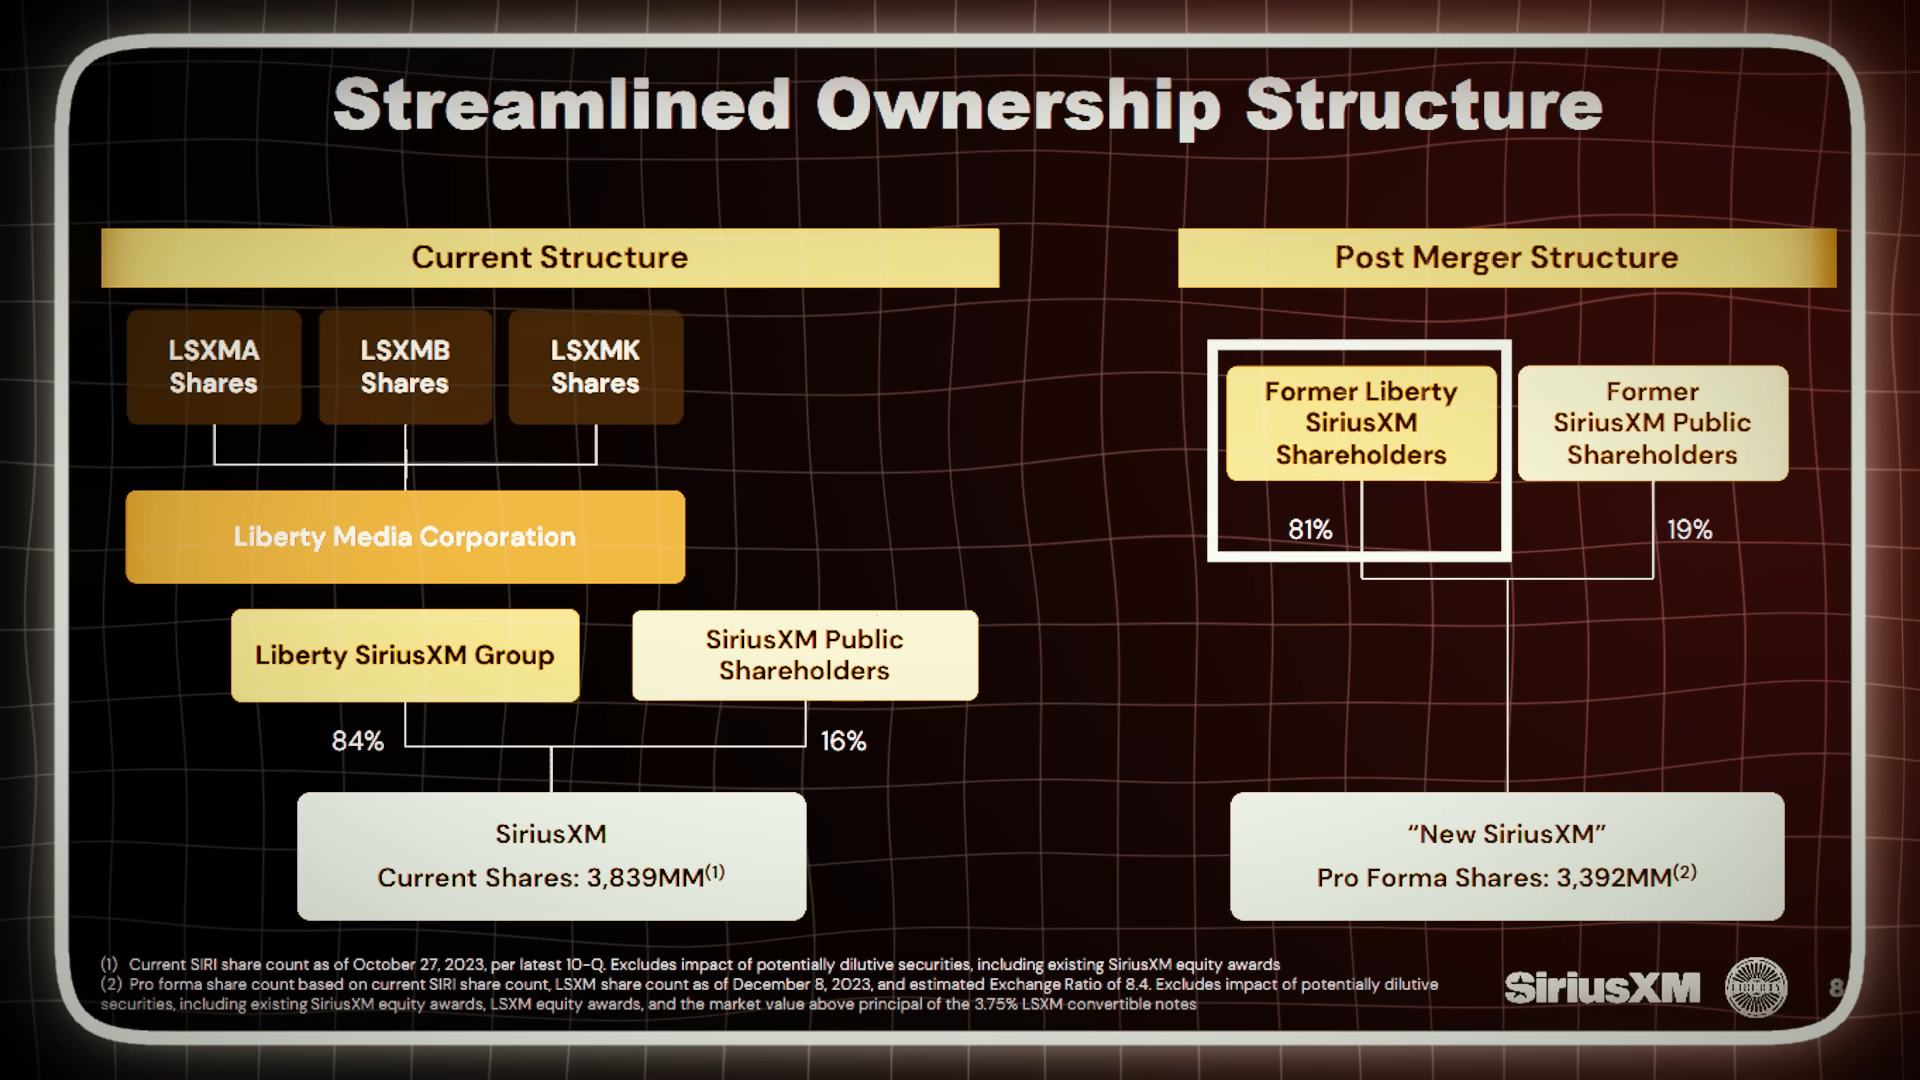 Streamlined Ownership Structure
Current Structure
LSXMA
Shares
LSXMB
Shares
LSXMK
Shares
Liberty Media Corporation
Liberty SiriusXM Group
SiriusXM Public
Shareholders
84%
16%
SiriusXM
Current Shares: 3,839MM(1)
Post Merger Structure
Former Liberty
SiriusXM
Shareholders
Former
SiriusXM Public
Shareholders
81%
19%
“New SiriusXM”
Pro Forma Shares: 3,392MM(2)
(1) Current SIRI share count as of October 27, 2023, per latest 10-Q. Excludes impact of potentially dilutive securities, including existing SiriusXM equity awards
(2) Pro forma share count based on current SIRI share count, LSXM share count as of December 8, 2023, and estimated Exchange Ratio of 8.4. Excludes impact of potentially dilutive
securities, including existing SiriusXM equity awards, LSXM equity awards, and the market value above principal of the 3.75% LSXM convertible notes
SiriusXM
LIBERTY
8